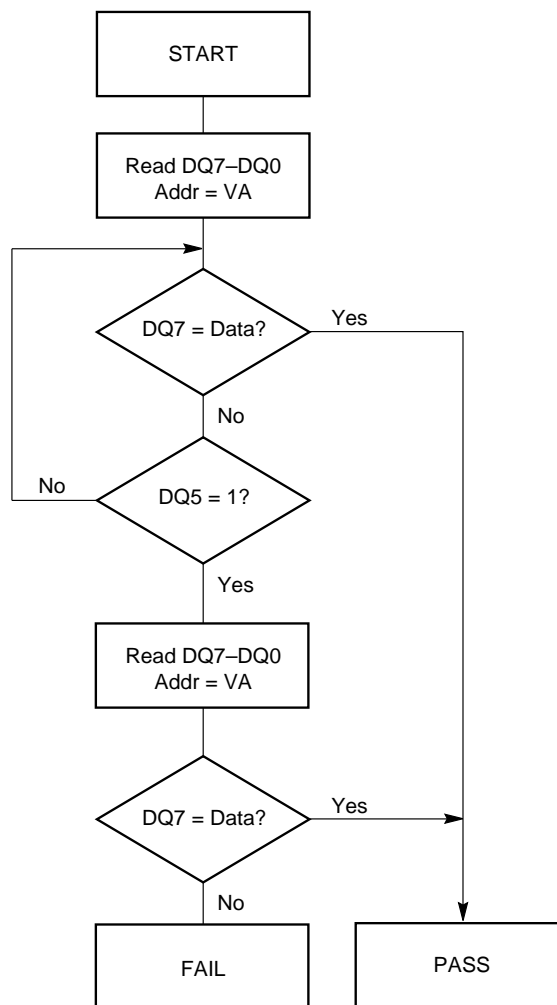 START
Read DQ7–DQ0
Addr = VA
DQ7 = Data?
Yes
No
No
DQ5 = 1?
Yes
Read DQ7–DQ0
Addr = VA
DQ7 = Data?
Yes
No
FAIL
PASS